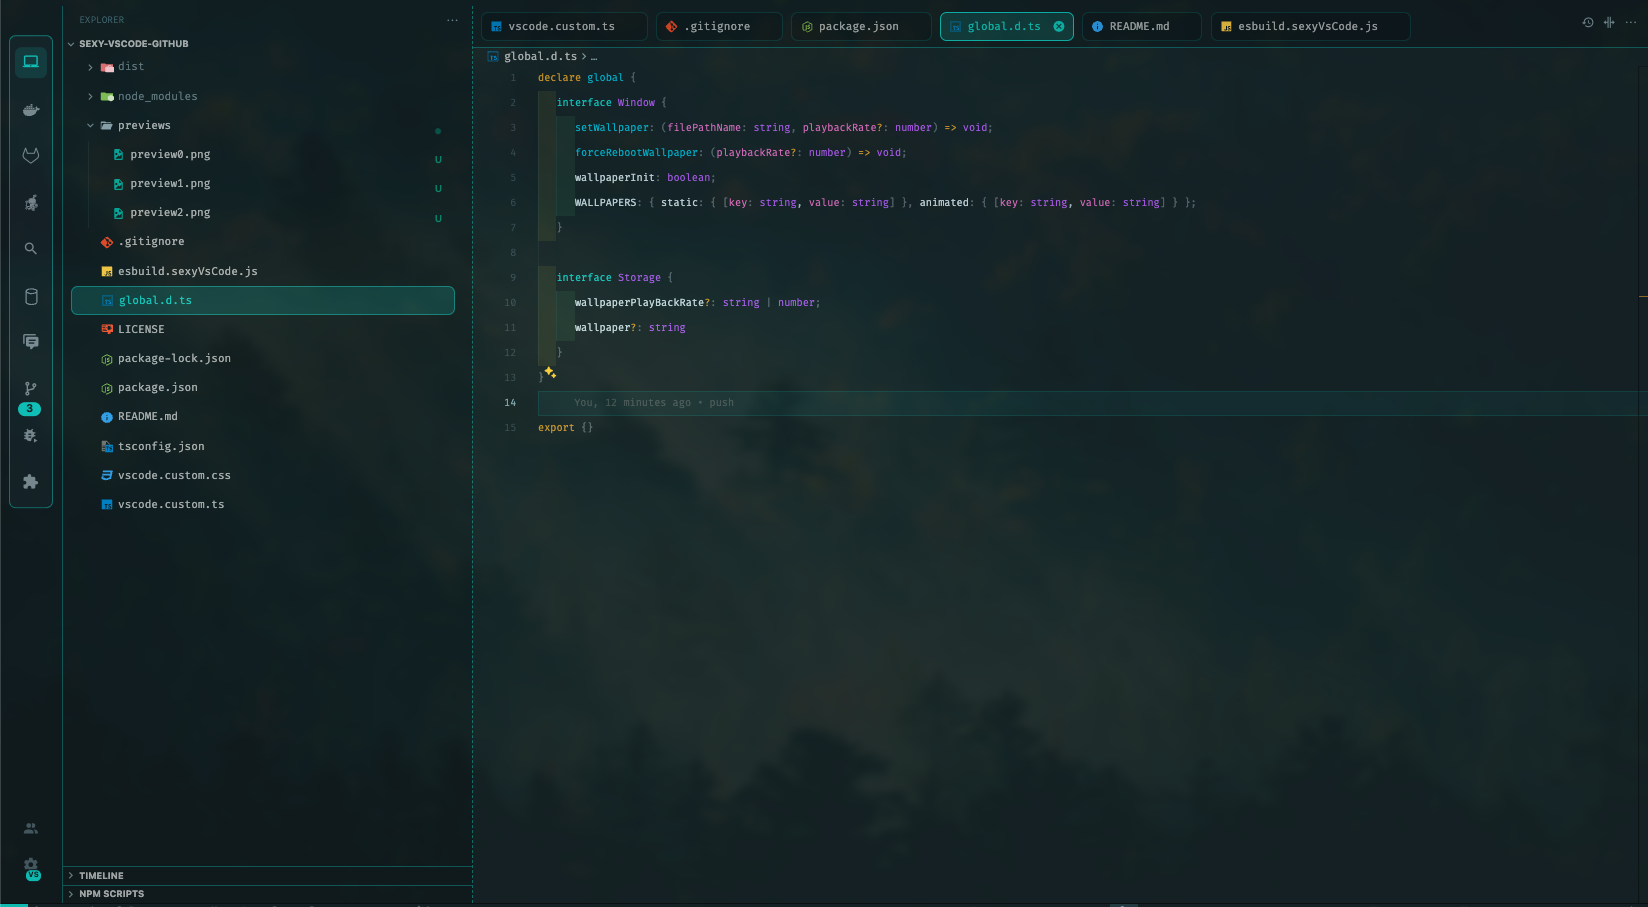 EXPLORER
SEXY-VSCODE-GITHUB
dist
node_modules
previews
preview0.png U
preview1.png U
preview2.png U
.gitignore
esbuild.sexyVsCode.js
global.d.ts
LICENSE
package-lock.json
package.json
README.md
tsconfig.json
vscode.custom.css
vscode.custom.ts
3
VS
TIMELINE
NPM SCRIPTS
vscode.custom.ts .gitignore package.json global.d.ts README.md esbuild.sexyVsCode.js
global.d.ts > …
1 declare global {
2 interface Window {
3 setWallpaper: (filePathName: string, playbackRate?: number) => void;
4 forceRebootWallpaper: (playbackRate?: number) => void;
5 wallpaperInit: boolean;
6 WALLPAPERS: { static: { [key: string, value: string] }, animated: { [key: string, value: string] } };
7 }
8
9 interface Storage {
10 wallpaperPlayBackRate?: string | number;
11 wallpaper?: string
12 }
13 }
14 You, 12 minutes ago • push
15 export {}